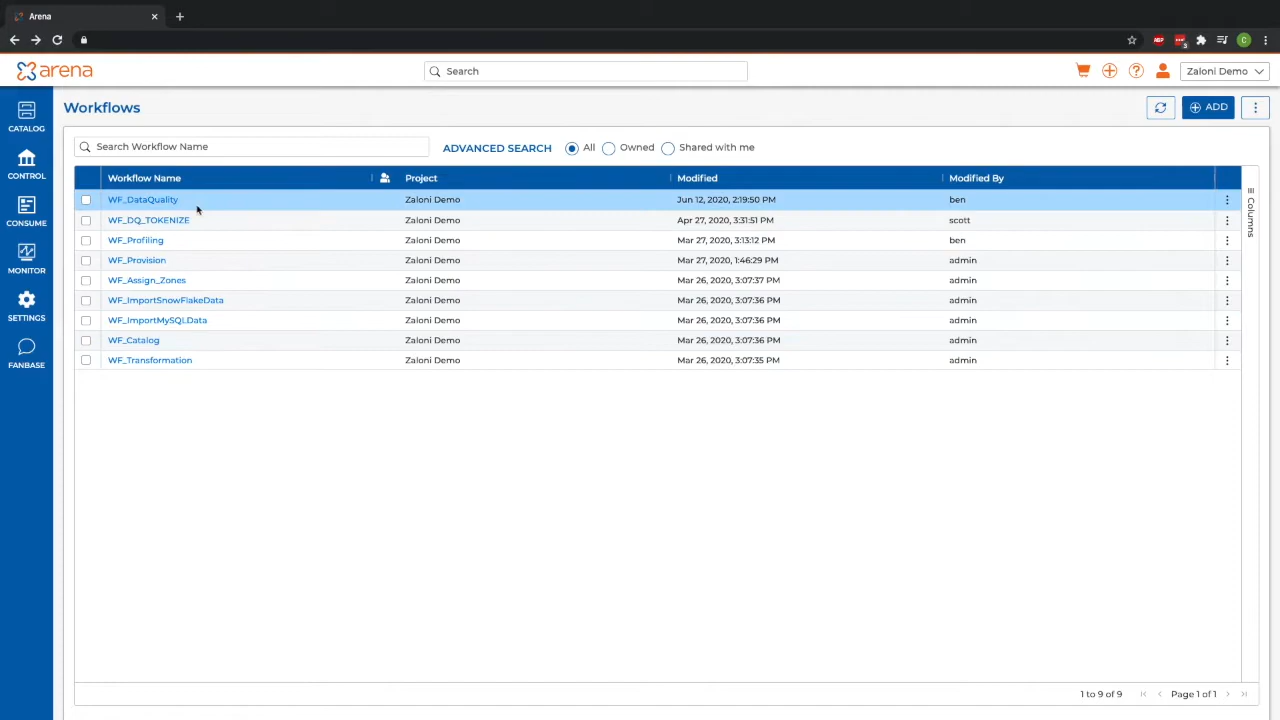 Arena
arena
Search
Zaloni Demo
CATALOG
CONTROL
CONSUME
MONITOR
SETTINGS
FANBASE
Workflows
ADD
Search Workflow Name
ADVANCED SEARCH All Owned Shared with me
Workflow Name Project Modified Modified By
WF_DataQuality Zaloni Demo Jun 12, 2020, 2:19:50 PM ben
WF_DQ_TOKENIZE Zaloni Demo Apr 27, 2020, 3:31:51 PM scott
WF_Profiling Zaloni Demo Mar 27, 2020, 3:13:12 PM ben
WF_Provision Zaloni Demo Mar 27, 2020, 1:46:29 PM admin
WF_Assign_Zones Zaloni Demo Mar 26, 2020, 3:07:37 PM admin
WF_ImportSnowFlakeData Zaloni Demo Mar 26, 2020, 3:07:36 PM admin
WF_ImportMySQLData Zaloni Demo Mar 26, 2020, 3:07:36 PM admin
WF_Catalog Zaloni Demo Mar 26, 2020, 3:07:36 PM admin
WF_Transformation Zaloni Demo Mar 26, 2020, 3:07:35 PM admin
Columns
1 to 9 of 9 Page 1 of 1